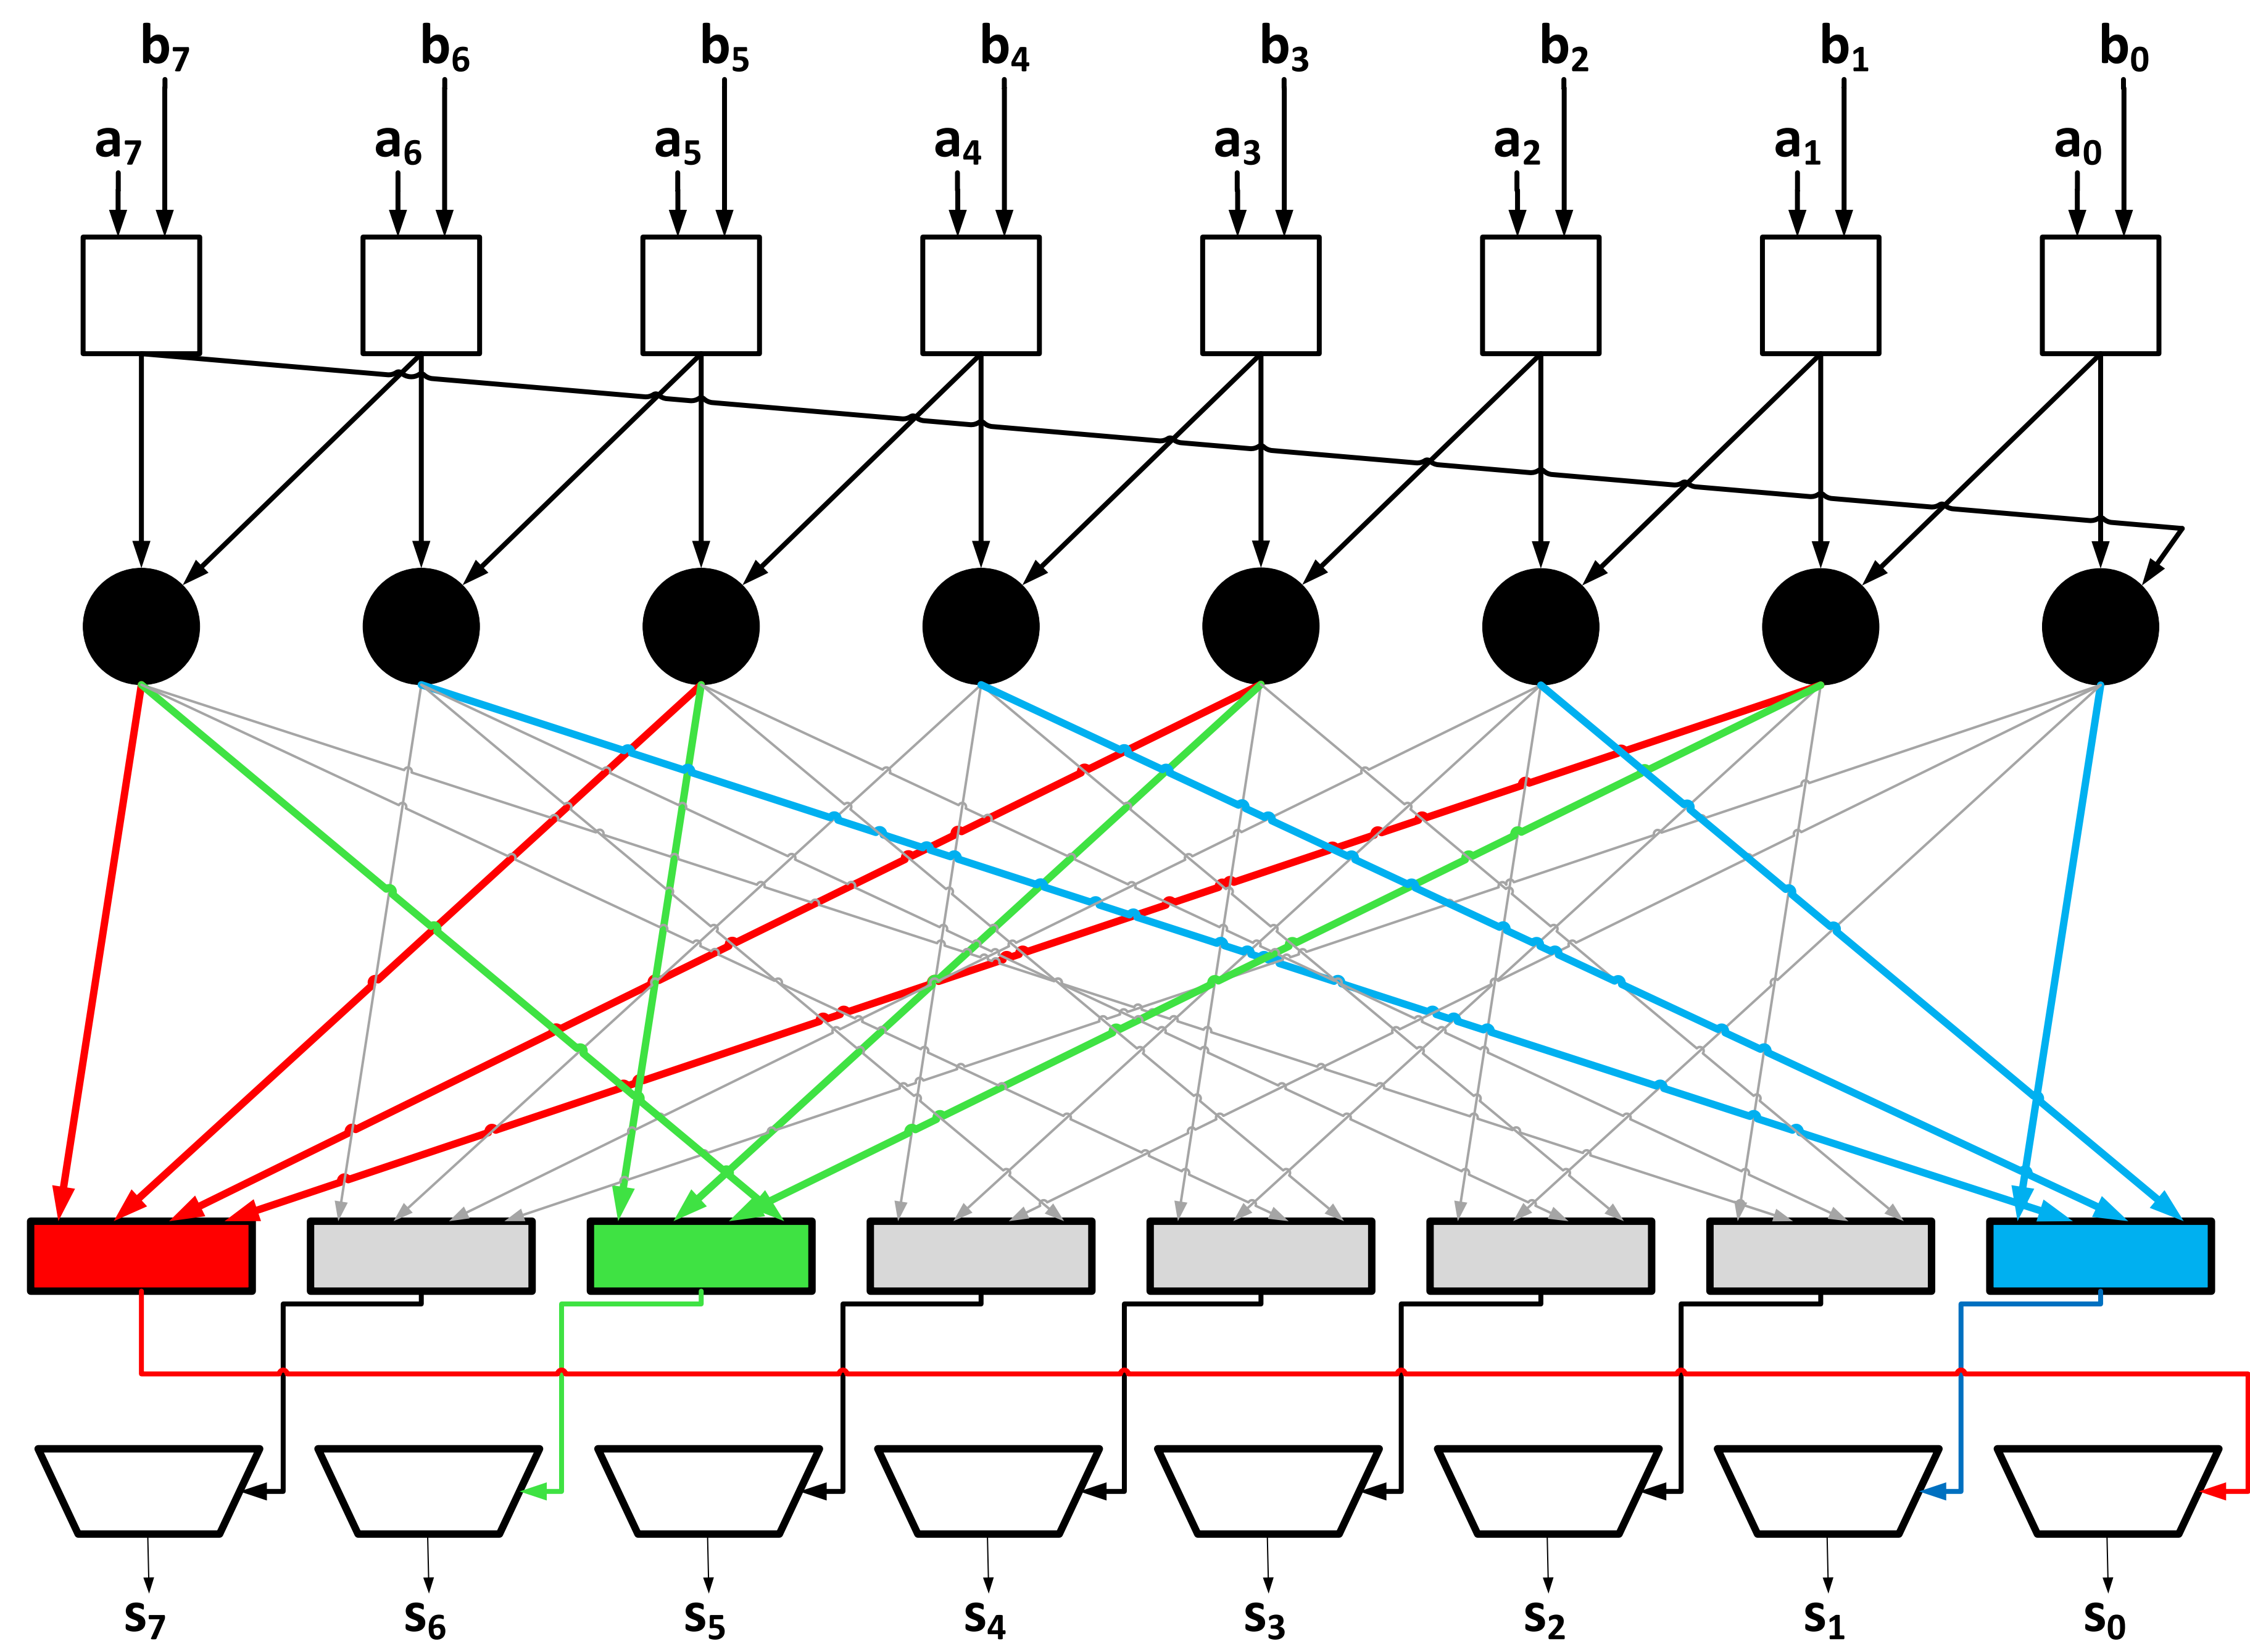 b₇ b₆ b₅ b₄ b₃ b₂ b₁ b₀
a₇ a₆ a₅ a₄ a₃ a₂ a₁ a₀
s₇ s₆ s₅ s₄ s₃ s₂ s₁ s₀